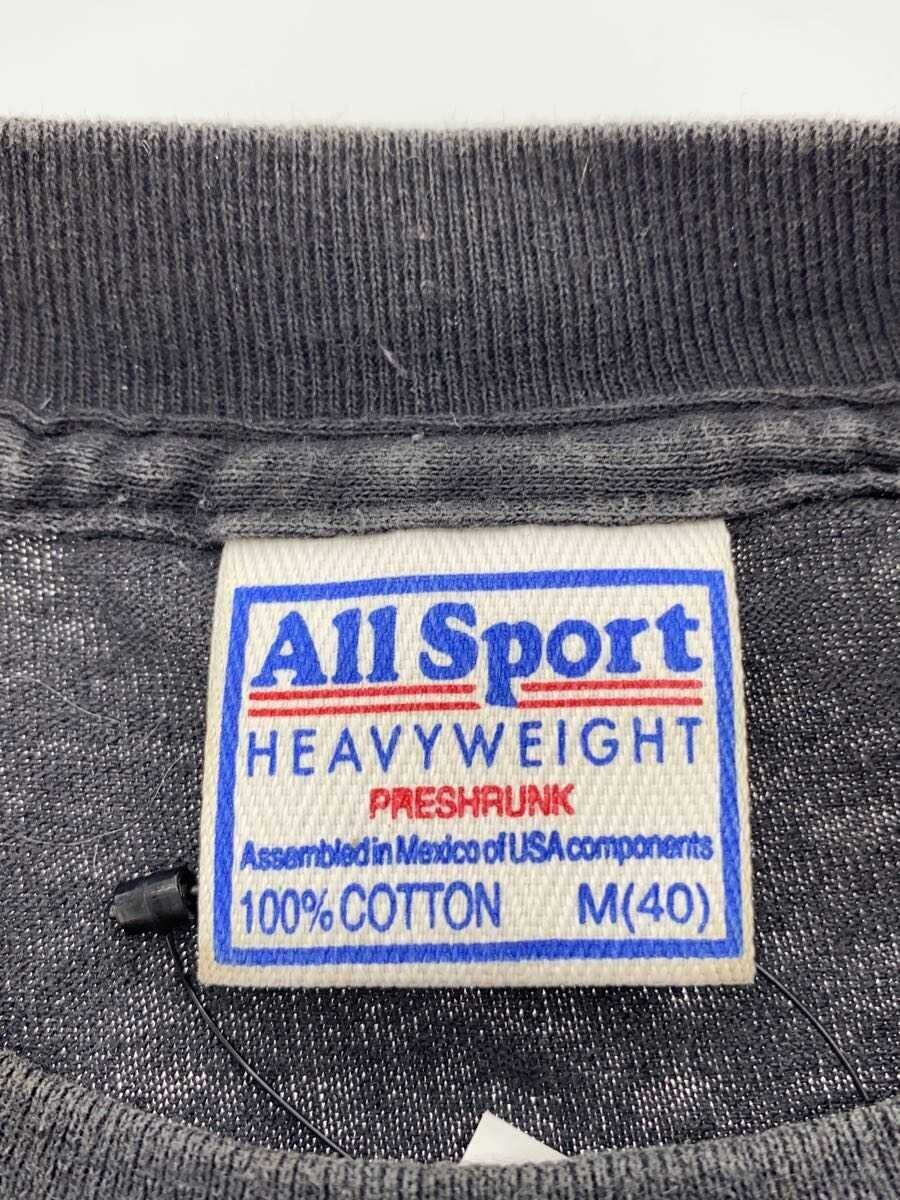 All Sport
HEAVYWEIGHT
PRESHRUNK
Assembled in Mexico of USA components
100% COTTON M(40)